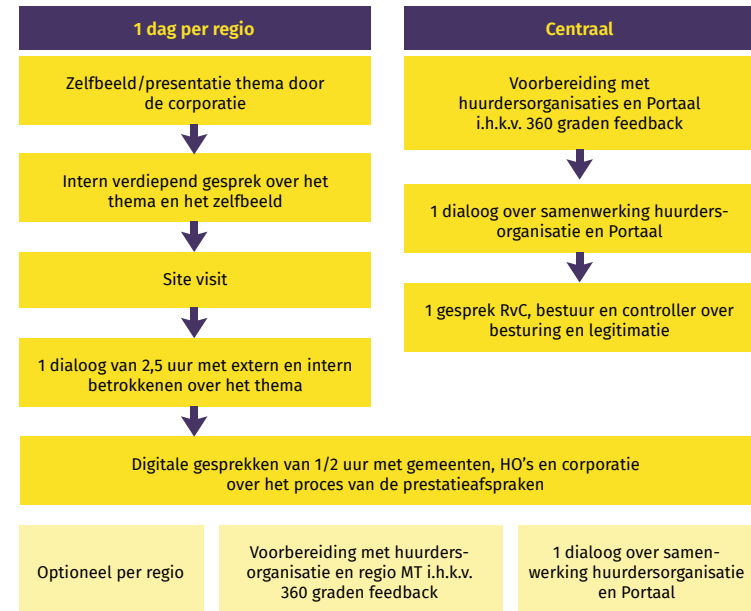 1 dag per regio
Zelfbeeld/presentatie thema door
de corporatie
Intern verdiepend gesprek over het
thema en het zelfbeeld
Site visit
1 dialoog van 2,5 uur met extern en intern
betrokkenen over het thema
Centraal
Voorbereiding met
huurdersorganisaties en Portaal
i.h.k.v. 360 graden feedback
1 dialoog over samenwerking huurders-
organisatie en Portaal
1 gesprek RvC, bestuur en controller over
besturing en legitimatie
Digitale gesprekken van 1/2 uur met gemeenten, HO’s en corporatie
over het proces van de prestatieafspraken
Optioneel per regio
Voorbereiding met huurders-
organisatie en regio MT i.h.k.v.
360 graden feedback
1 dialoog over samen-
werking huurdersorganisatie
en Portaal